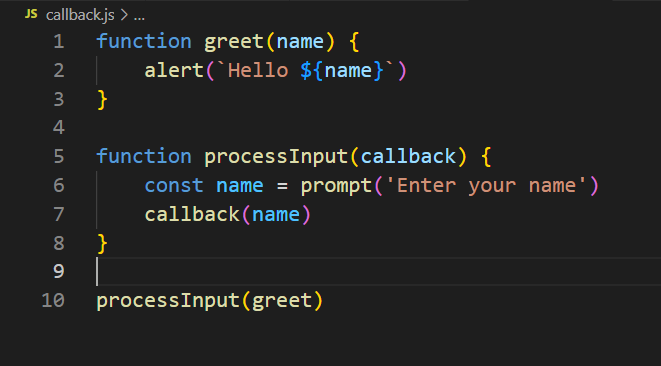 JS callback.js > ...
1 function greet(name) {
2     alert(`Hello ${name}`)
3 }
4
5 function processInput(callback) {
6     const name = prompt('Enter your name')
7     callback(name)
8 }
9
10 processInput(greet)